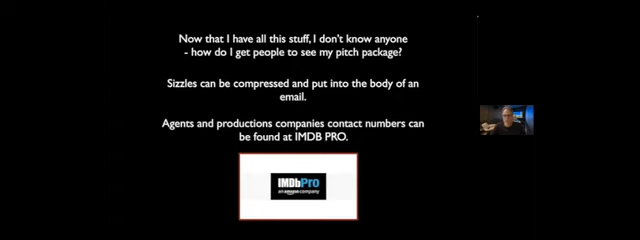 Now that I have all this stuff, I don't know anyone
- how do I get people to see my pitch package?
Sizzles can be compressed and put into the body of an
email.
Agents and productions companies contact numbers can
be found at IMDB PRO.
IMDbPro
an amazon company